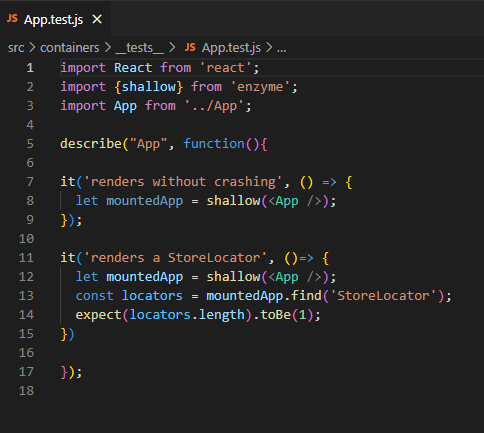 JS App.test.js ×
src > containers > __tests__ > JS App.test.js > ...
1 import React from 'react';
2 import {shallow} from 'enzyme';
3 import App from '../App';
4
5 describe("App", function(){
6
7 it('renders without crashing', () => {
8   let mountedApp = shallow(<App />);
9 });
10
11 it('renders a StoreLocator', ()=> {
12   let mountedApp = shallow(<App />);
13   const locators = mountedApp.find('StoreLocator');
14   expect(locators.length).toBe(1);
15 })
16
17 });
18